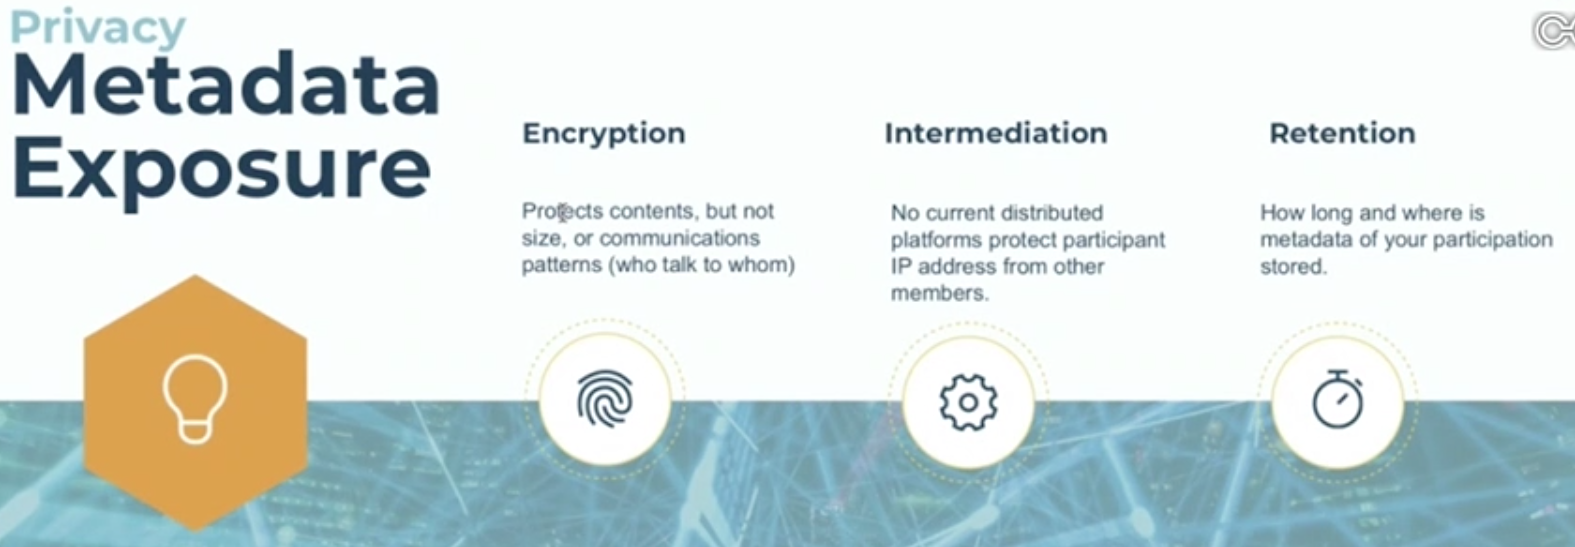 Privacy
Metadata
Exposure
Encryption
Protects contents, but not
size, or communications
patterns (who talk to whom)
Intermediation
No current distributed
platforms protect participant
IP address from other
members.
Retention
How long and where is
metadata of your participation
stored.